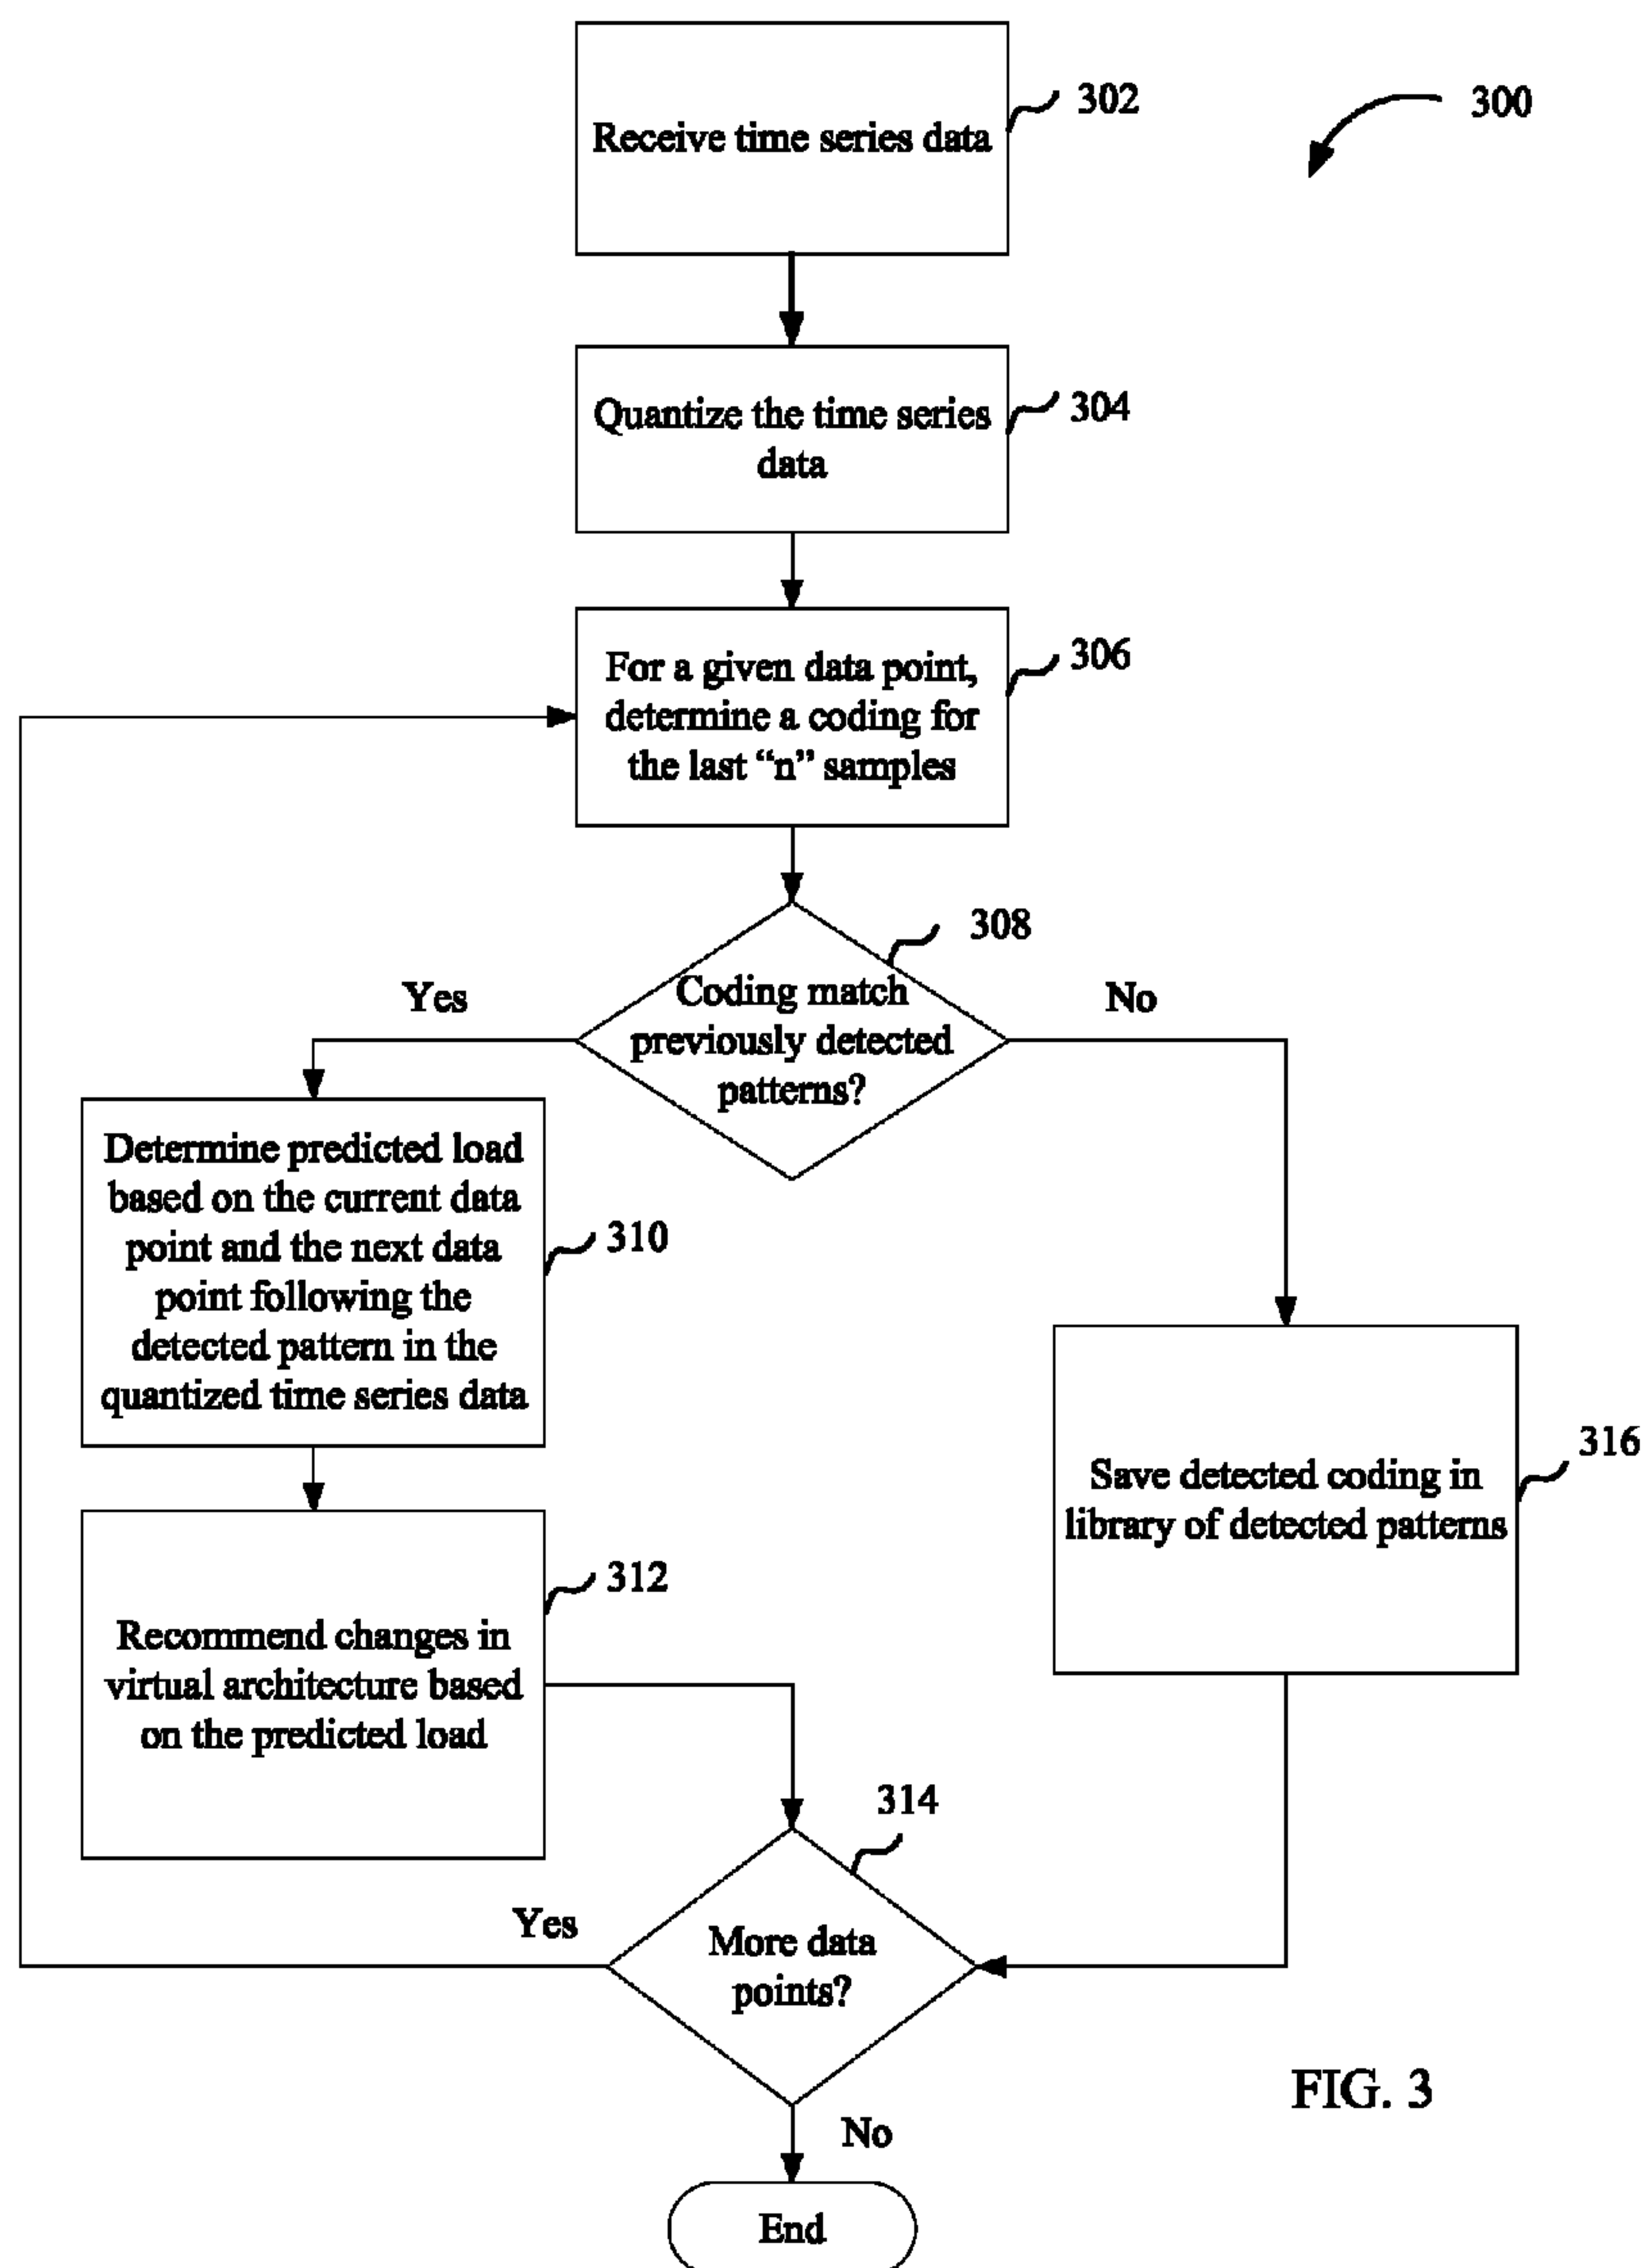 302
300
Receive time series data
304
Quantize the time series
data
306
For a given data point,
determine a coding for
the last “n” samples
308
Yes
Coding match
previously detected
patterns?
No
Determine predicted load
based on the current data
point and the next data
point following the
detected pattern in the
quantized time series data
310
316
Save detected coding in
library of detected patterns
312
Recommend changes in
virtual architecture based
on the predicted load
314
Yes
More data
points?
FIG. 3
No
End